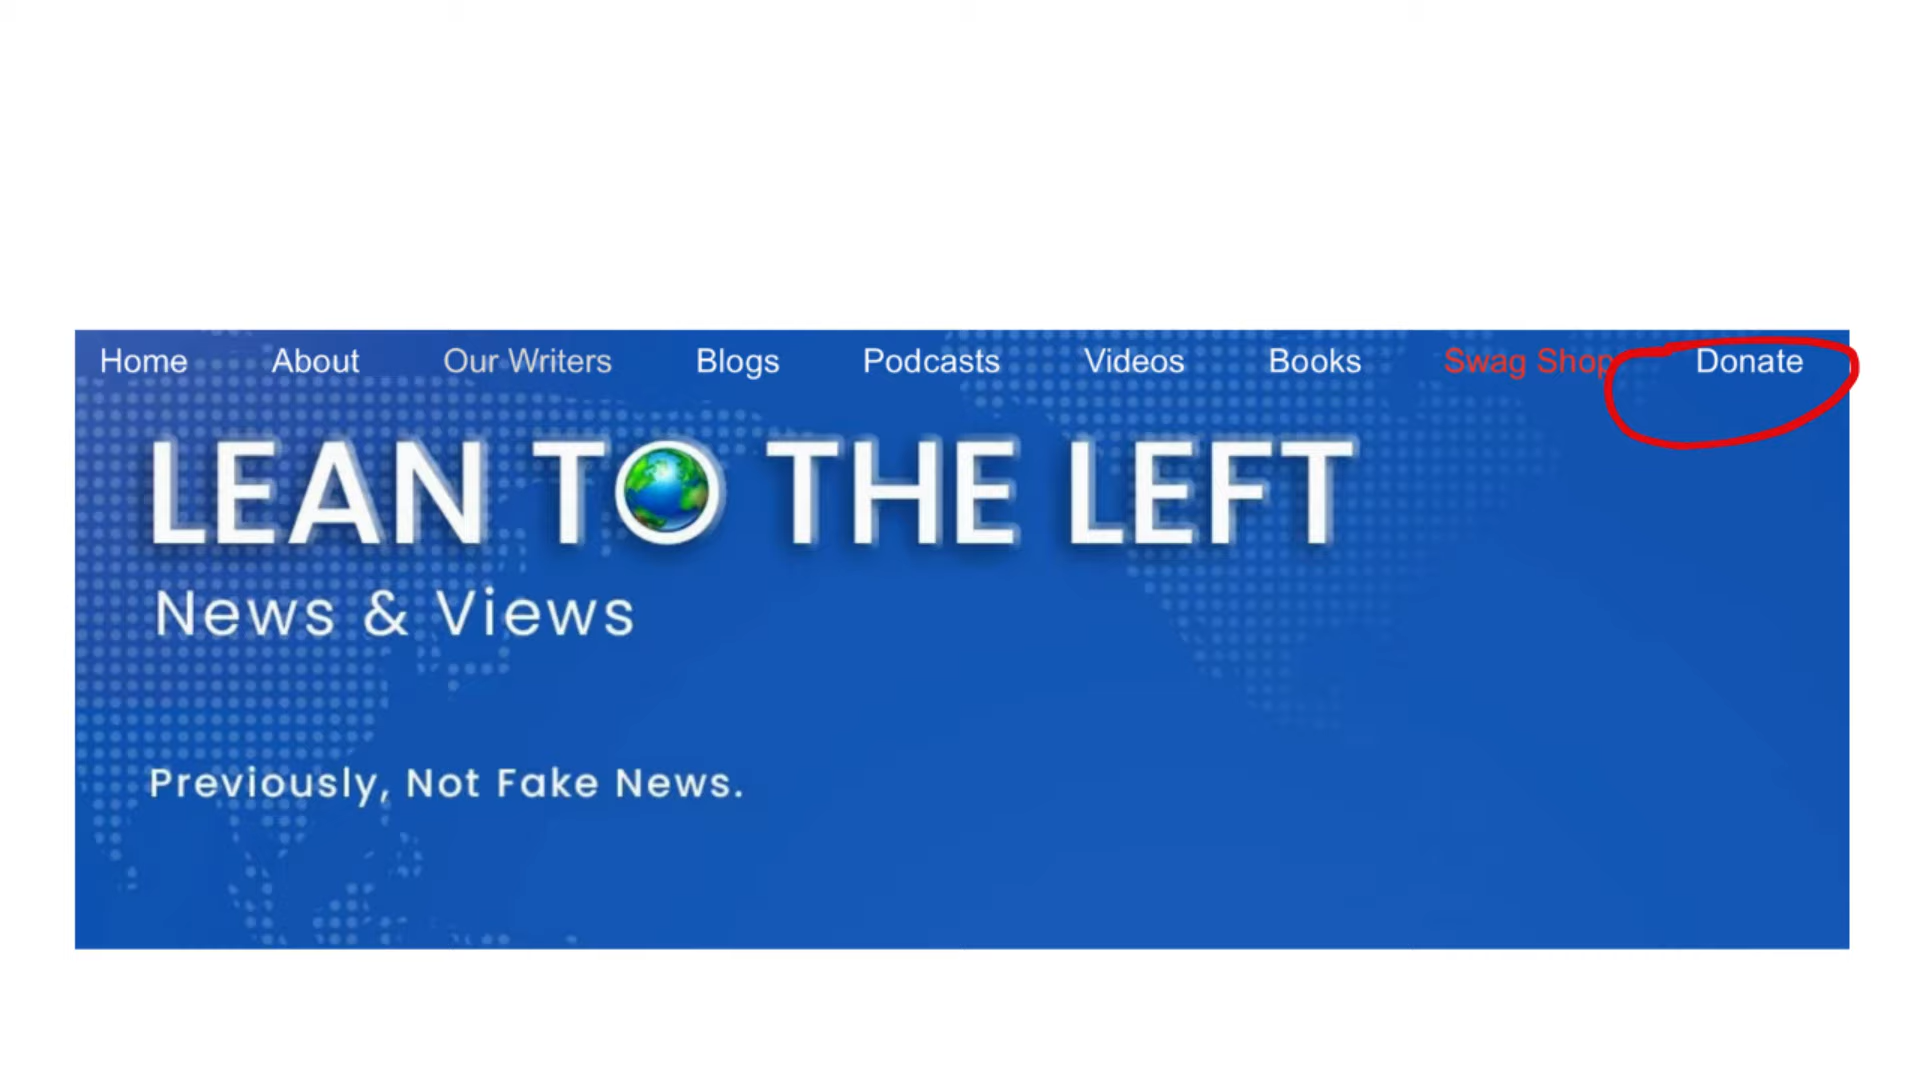 Home About Our Writers Blogs Podcasts Videos Books Swag Shop Donate
LEAN TO THE LEFT
News & Views
Previously, Not Fake News.